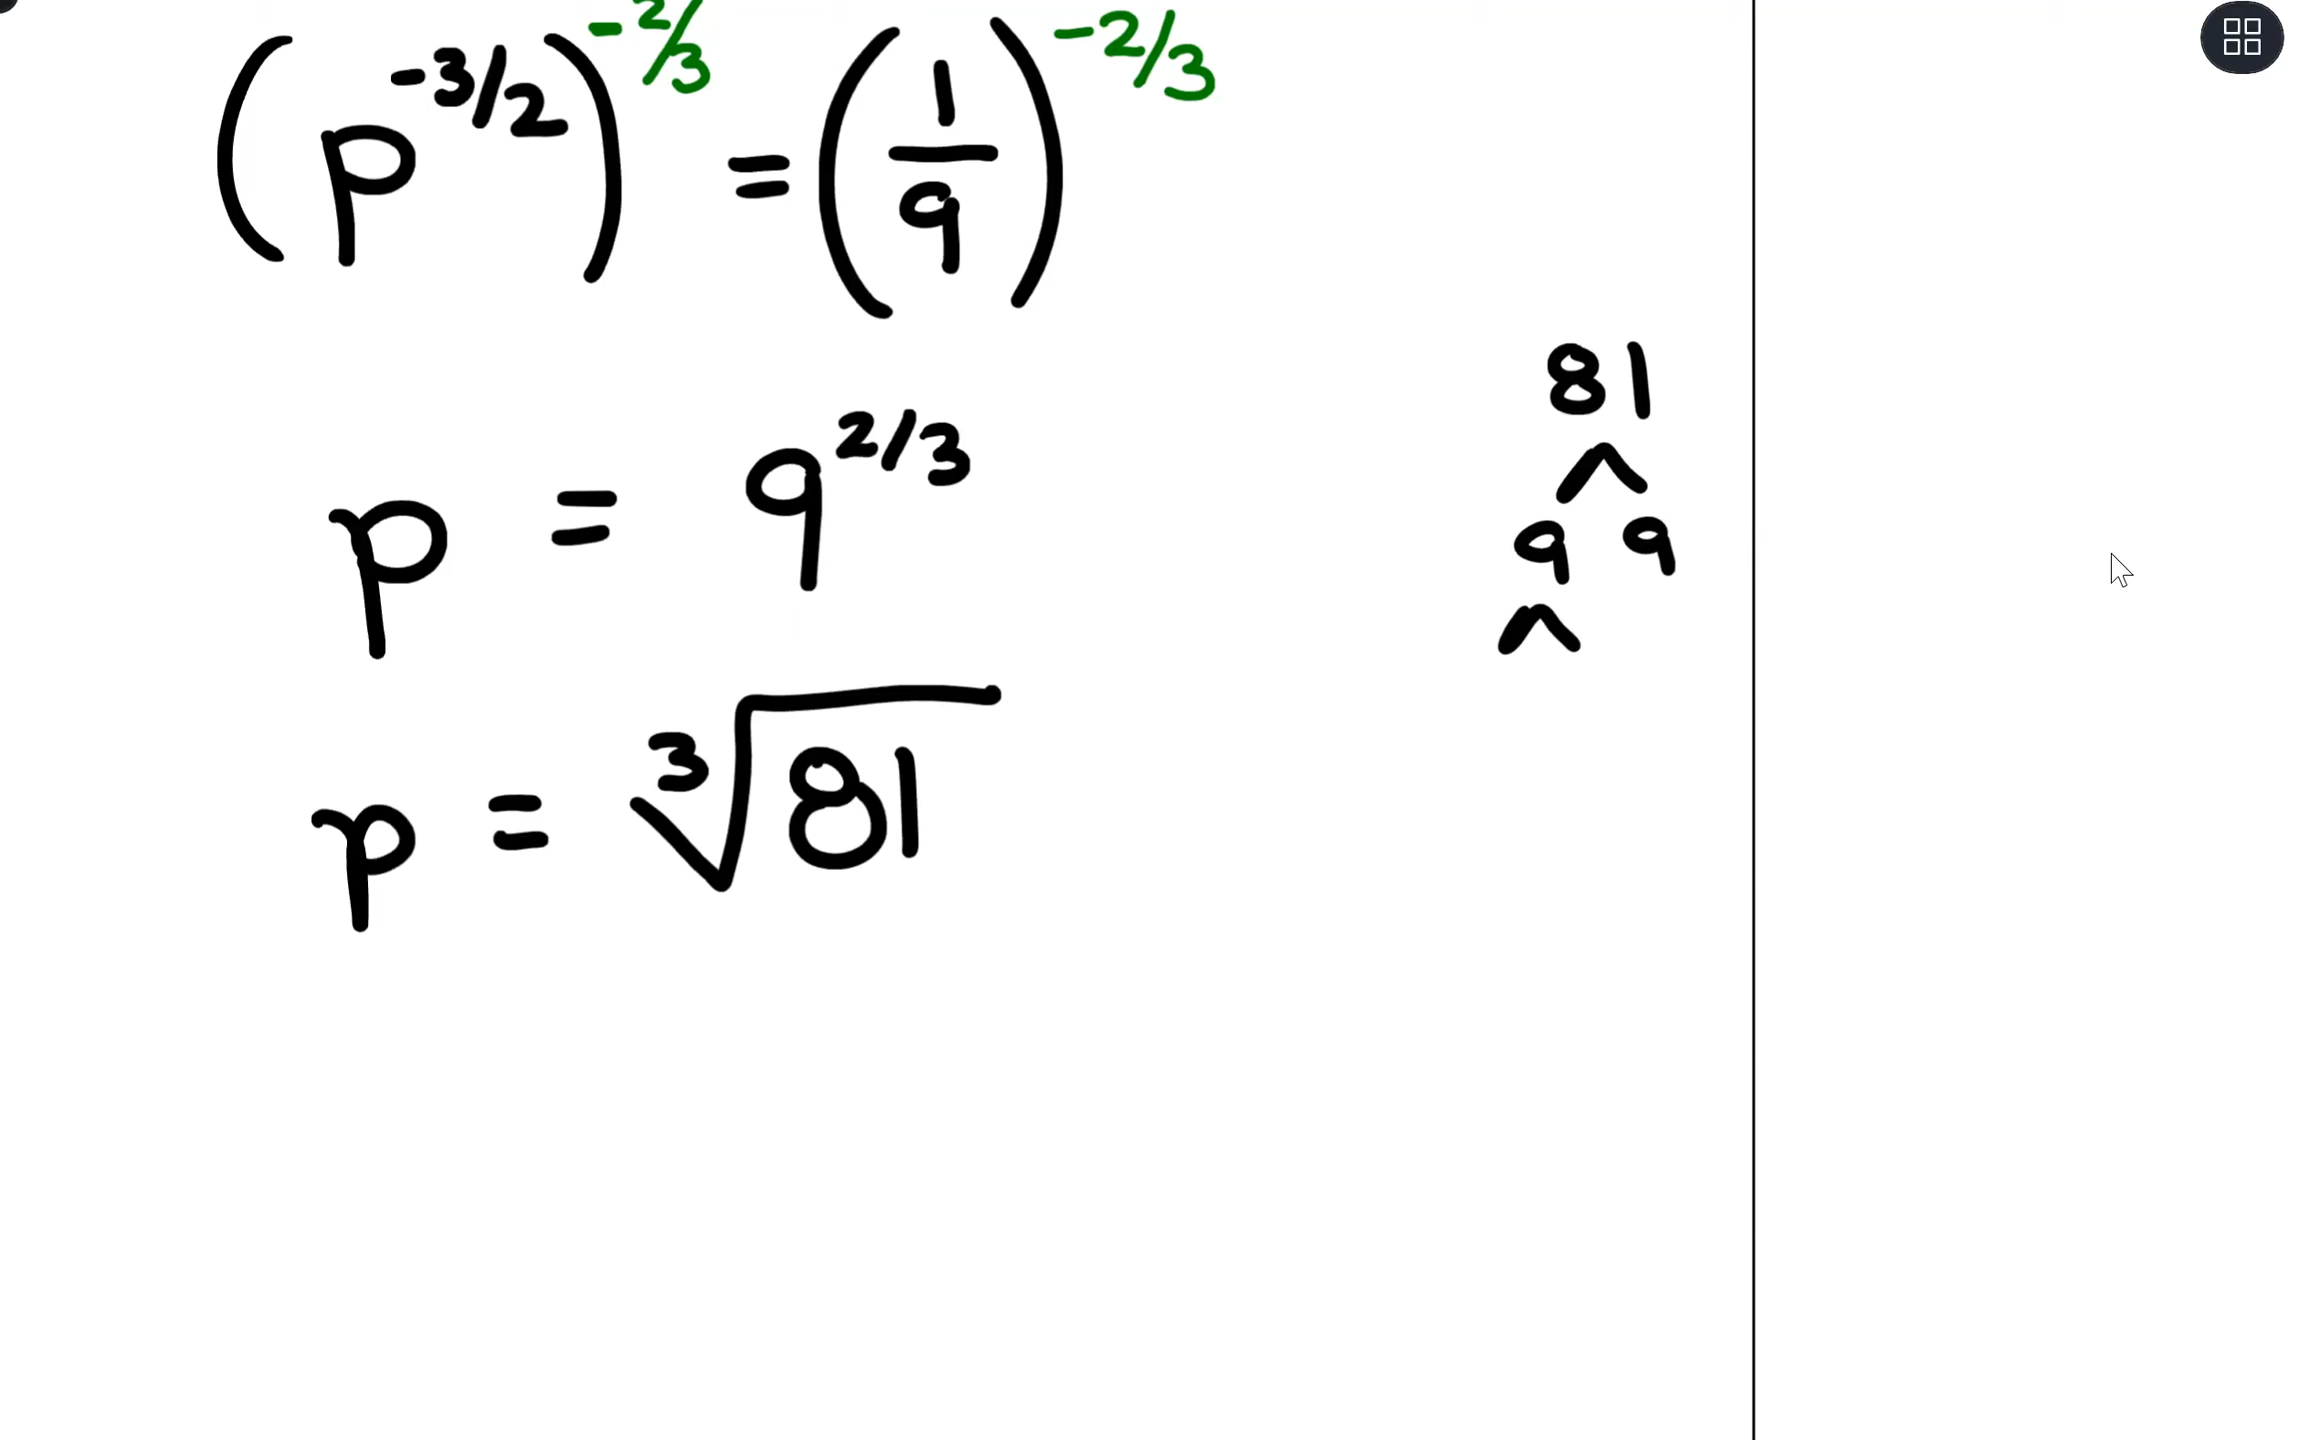 (p^{-3/2})^{-2/3} = (1/9)^{-2/3}
p = 9^{2/3}
p = ∛81
81
9 9